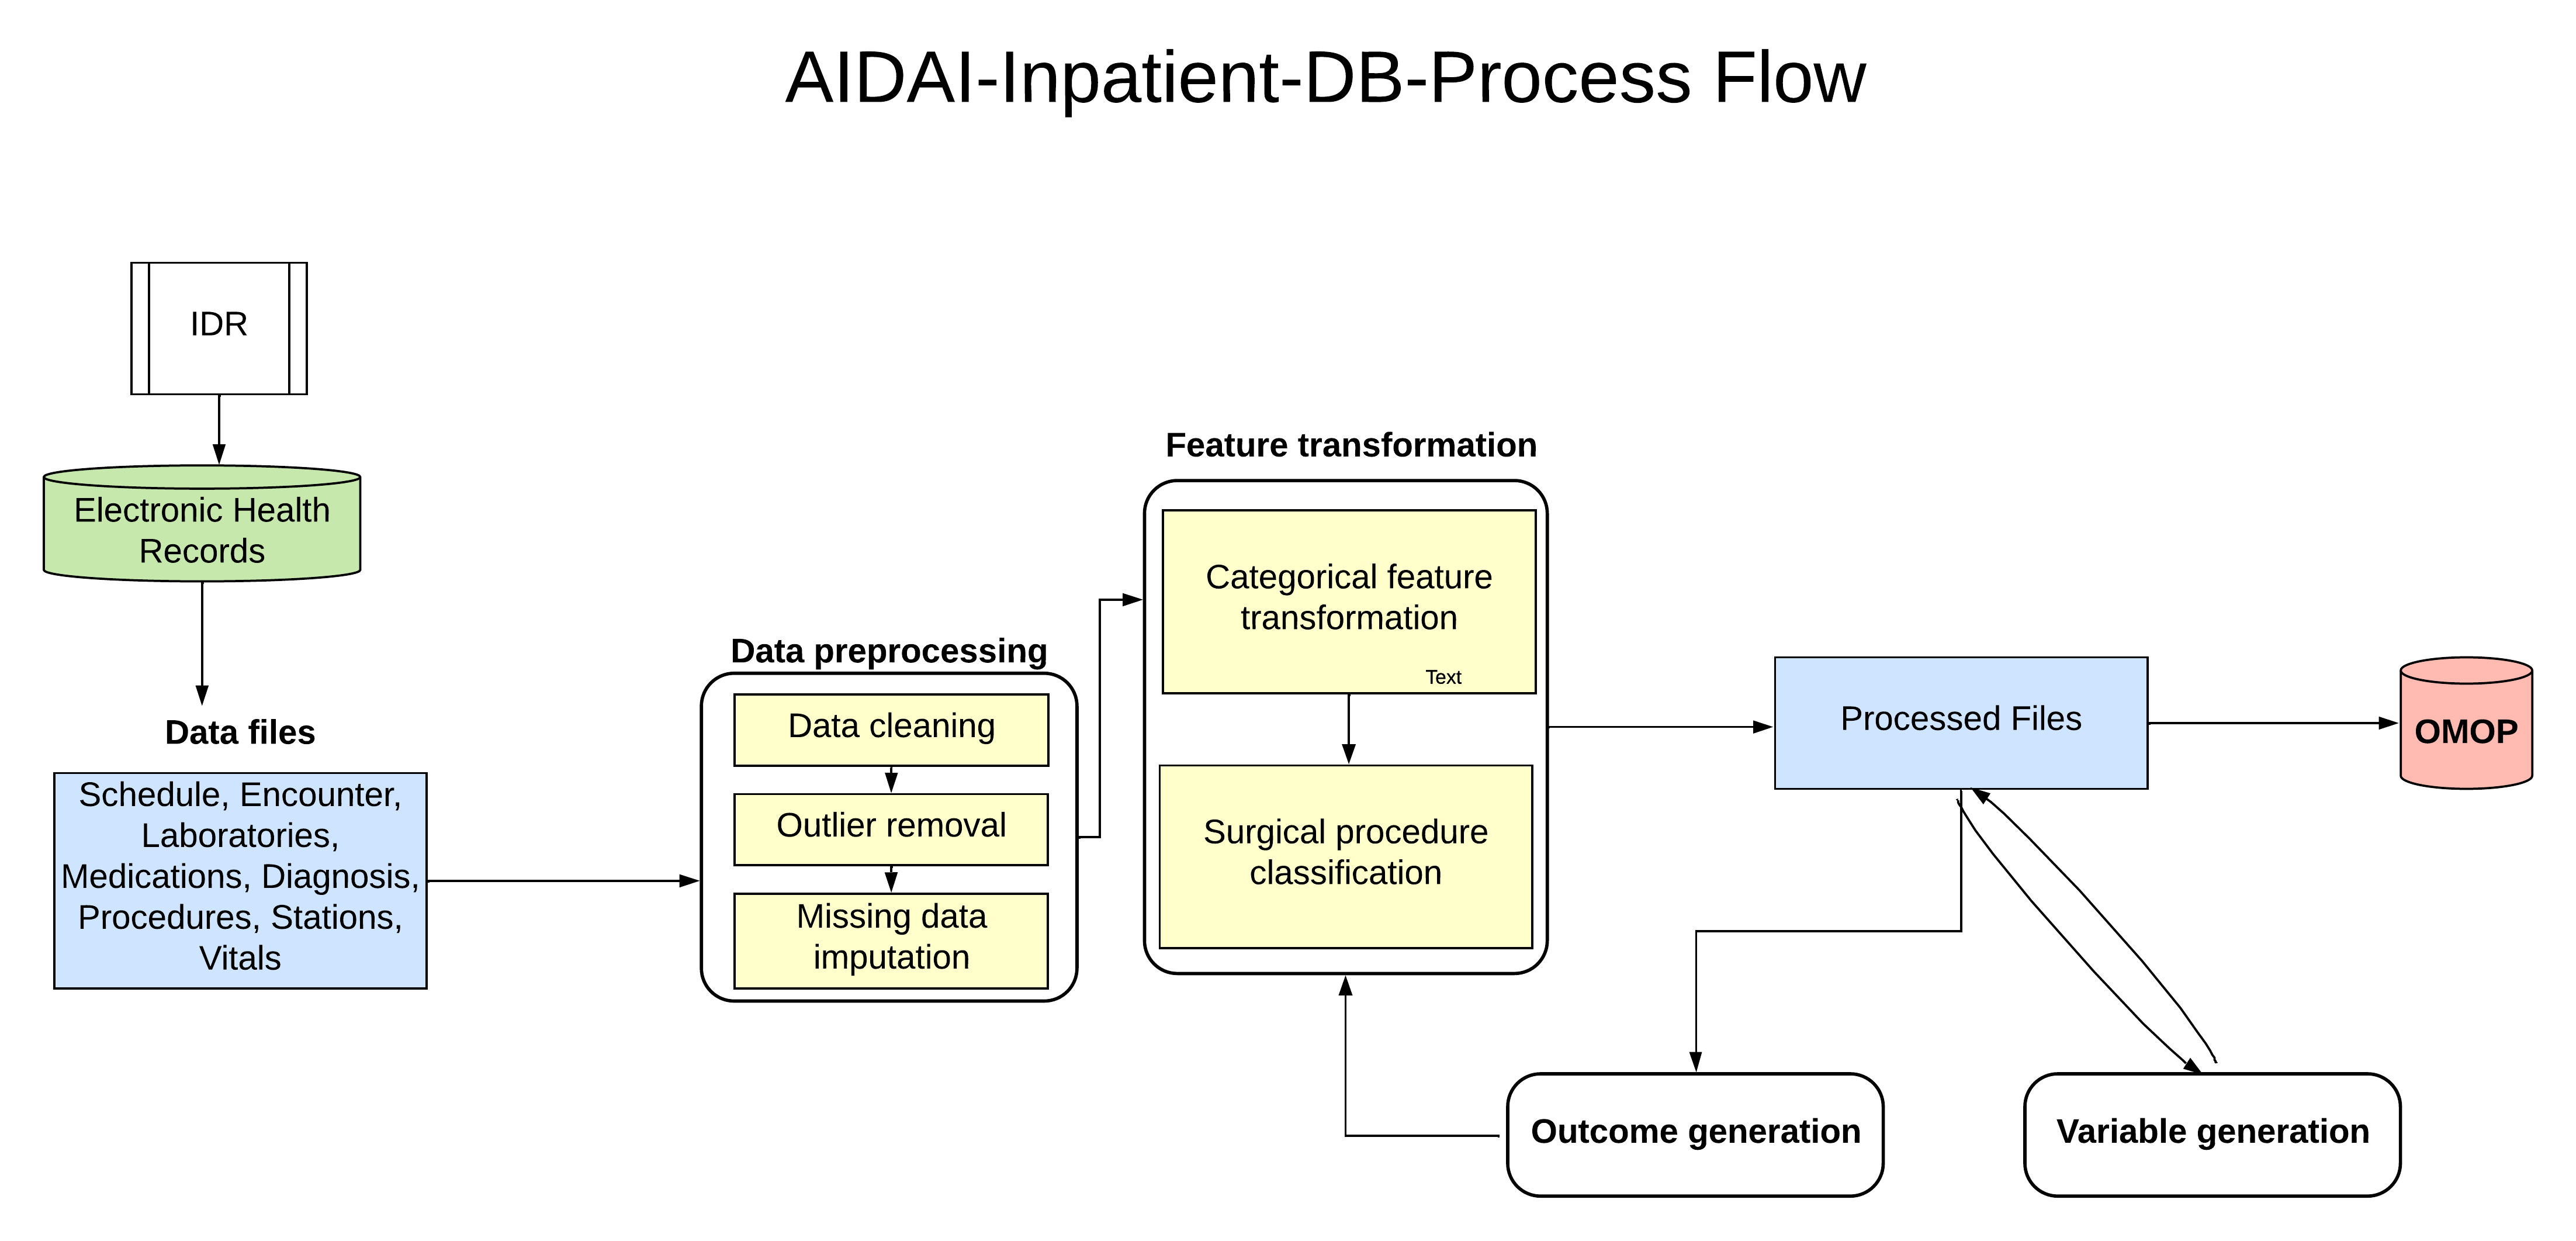 AIDAI-Inpatient-DB-Process Flow
IDR
Electronic Health
Records
Data files
Schedule, Encounter,
Laboratories,
Medications, Diagnosis,
Procedures, Stations,
Vitals
Data preprocessing
Data cleaning
Outlier removal
Missing data
imputation
Feature transformation
Categorical feature
transformation
Text
Surgical procedure
classification
Processed Files
OMOP
Outcome generation
Variable generation